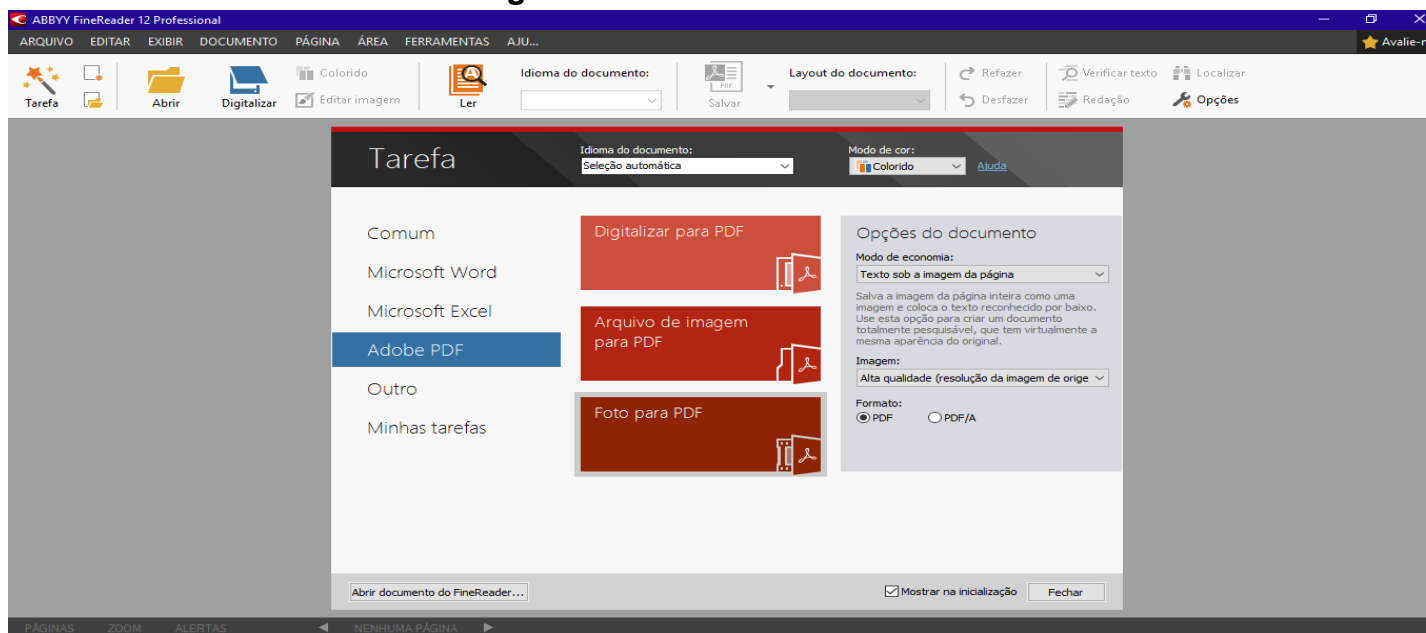 ABBYY FineReader 12 Professional
ARQUIVO EDITAR EXIBIR DOCUMENTO PÁGINA ÁREA FERRAMENTAS AJU...
Avalie-n
Tarefa
Abrir
Digitalizar
Colorido
Editar imagem
Ler
Idioma do documento:
PDF
Salvar
Layout do documento:
Refazer
Desfazer
Verificar texto
Redação
Localizar
Opções
Tarefa
Idioma do documento:
Seleção automática
Modo de cor:
Colorido
Ajuda
Comum
Microsoft Word
Microsoft Excel
Adobe PDF
Outro
Minhas tarefas
Digitalizar para PDF
Arquivo de imagem
para PDF
Foto para PDF
Opções do documento
Modo de economia:
Texto sob a imagem da página
Salva a imagem da página inteira como uma
imagem e coloca o texto reconhecido por baixo.
Use esta opção para criar um documento
totalmente pesquisável, que tem virtualmente a
mesma aparência do original.
Imagem:
Alta qualidade (resolução da imagem de orige
Formato:
PDF PDF/A
Abrir documento do FineReader...
Mostrar na inicialização
Fechar
PÁGINAS ZOOM ALERTAS NENHUMA PÁGINA